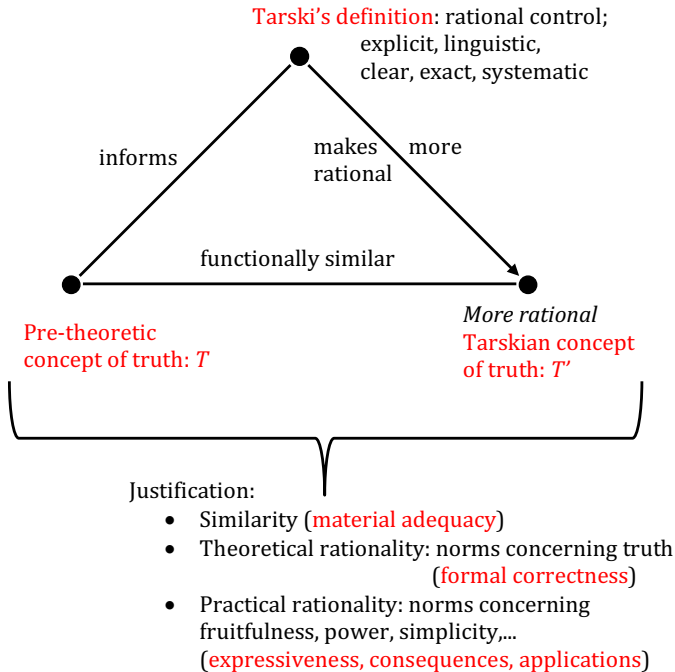 Tarski's definition: rational control;
explicit, linguistic,
clear, exact, systematic
informs
makes more
rational
functionally similar
Pre-theoretic
concept of truth: T
More rational
Tarskian concept
of truth: T'
Justification:
• Similarity (material adequacy)
• Theoretical rationality: norms concerning truth
(formal correctness)
• Practical rationality: norms concerning
fruitfulness, power, simplicity,...
(expressiveness, consequences, applications)